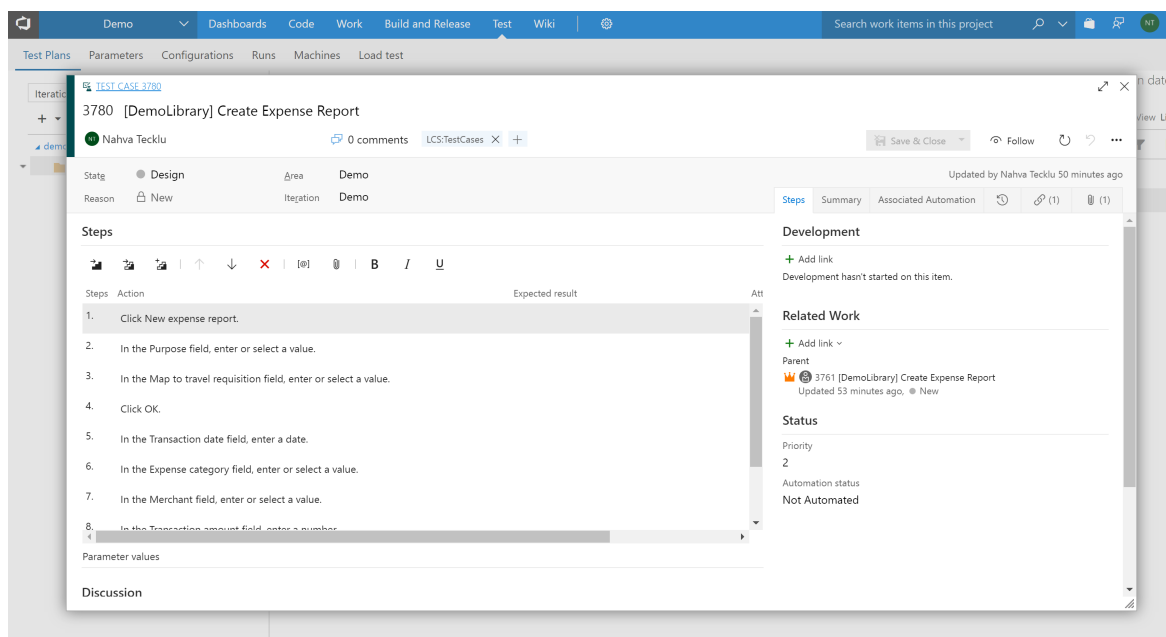 Demo Dashboards Code Work Build and Release Test Wiki Search work items in this project NT
Test Plans Parameters Configurations Runs Machines Load test
TEST CASE 3780
3780 [DemoLibrary] Create Expense Report
NT Nahva Tecklu 0 comments LCS:TestCases Save & Close Follow
State Design Area Demo Updated by Nahva Tecklu 50 minutes ago
Reason New Iteration Demo
Steps Summary Associated Automation (1) (1)
Steps
[@] B I U
Steps Action Expected result
1. Click New expense report.
2. In the Purpose field, enter or select a value.
3. In the Map to travel requisition field, enter or select a value.
4. Click OK.
5. In the Transaction date field, enter a date.
6. In the Expense category field, enter or select a value.
7. In the Merchant field, enter or select a value.
8. In the Transaction amount field, enter a number
Parameter values
Discussion
Development
+ Add link
Development hasn't started on this item.
Related Work
+ Add link
Parent
3761 [DemoLibrary] Create Expense Report
Updated 53 minutes ago, New
Status
Priority
2
Automation status
Not Automated